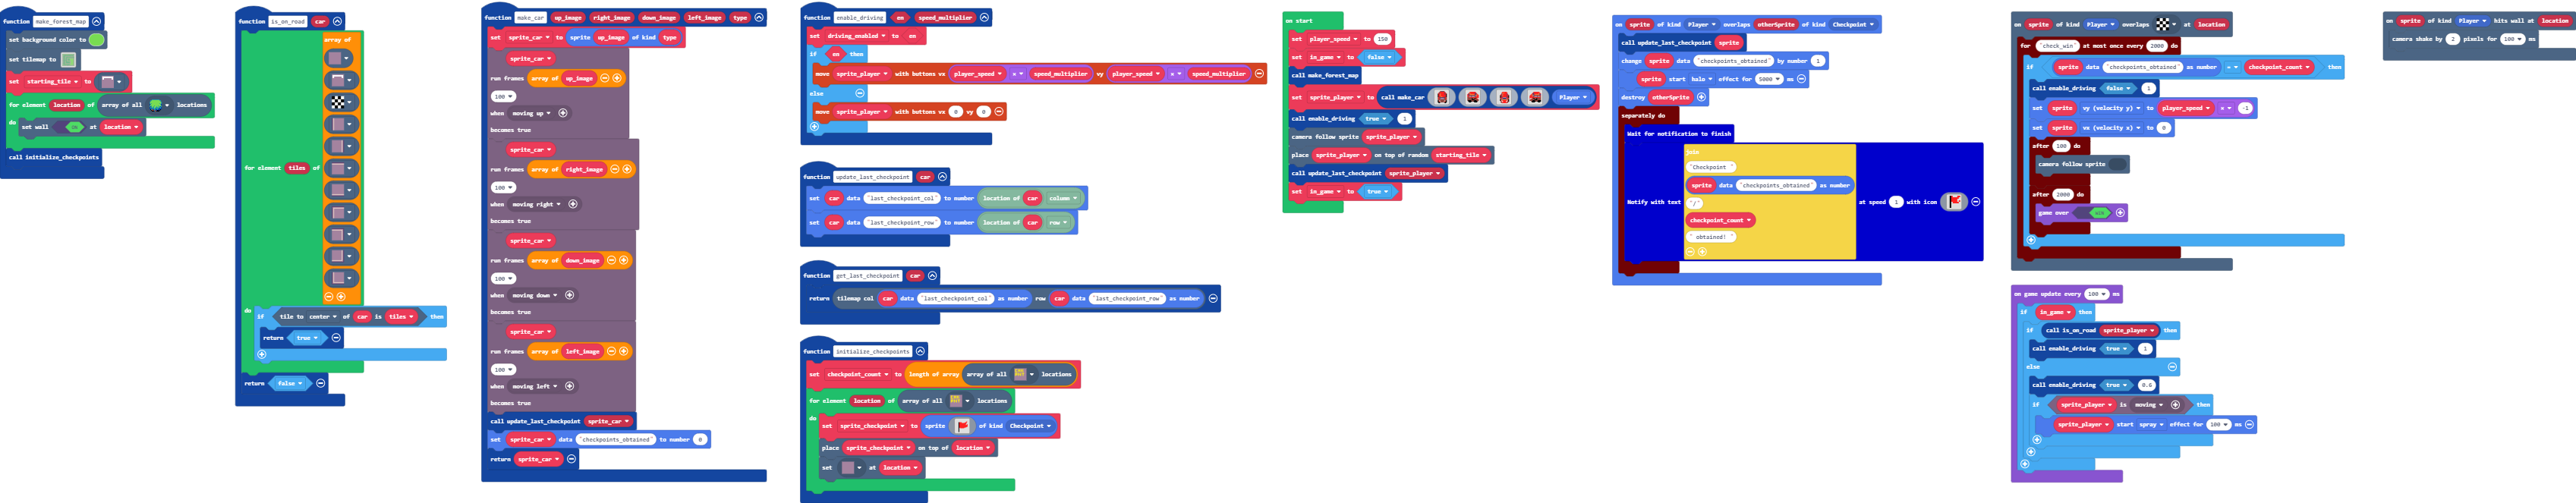 function make_forest_map
set background color to
set tilemap to
set starting_tile to
for element location of array of all locations
do set wall on at location
call initialize_checkpoints
function is_on_road car
array of
for element tiles of
do if tile to center of car is tiles then
return true
return false
function make_car up_image right_image down_image left_image type
set sprite_car to sprite up_image of kind type
sprite_car
run frames array of up_image
100
when moving up
becomes true
sprite_car
run frames array of right_image
100
when moving right
becomes true
sprite_car
run frames array of down_image
100
when moving down
becomes true
sprite_car
run frames array of left_image
100
when moving left
becomes true
call update_last_checkpoint sprite_car
set sprite_car data "checkpoints_obtained" to number 0
return sprite_car
function enable_driving en speed_multiplier
set driving_enabled to en
if en then
move sprite_player with buttons vx player_speed × speed_multiplier vy player_speed × speed_multiplier
else
move sprite_player with buttons vx 0 vy 0
function update_last_checkpoint car
set car data "last_checkpoint_col" to number location of car column
set car data "last_checkpoint_row" to number location of car row
function get_last_checkpoint car
return tilemap col car data "last_checkpoint_col" as number row car data "last_checkpoint_row" as number
function initialize_checkpoints
set checkpoint_count to length of array array of all locations
for element location of array of all locations
do set sprite_checkpoint to sprite of kind Checkpoint
place sprite_checkpoint on top of location
set at location
on start
set player_speed to 150
set in_game to false
call make_forest_map
set sprite_player to call make_car Player
call enable_driving true 1
camera follow sprite sprite_player
place sprite_player on top of random starting_tile
call update_last_checkpoint sprite_player
set in_game to true
on sprite of kind Player overlaps otherSprite of kind Checkpoint
call update_last_checkpoint sprite
change sprite data "checkpoints_obtained" by number 1
sprite start halo effect for 5000 ms
destroy otherSprite
separately do
Wait for notification to finish
join
"Checkpoint "
sprite data "checkpoints_obtained" as number
Notify with text "/" at speed 1 with icon
checkpoint_count
" obtained! "
on sprite of kind Player overlaps at location
for "check_win" at most once every 2000 do
if sprite data "checkpoints_obtained" as number = checkpoint_count then
call enable_driving false 1
set sprite vy (velocity y) to player_speed × -1
set sprite vx (velocity x) to 0
after 100 do
camera follow sprite
after 2000 do
game over win
on game update every 100 ms
if in_game then
if call is_on_road sprite_player then
call enable_driving true 1
else
call enable_driving true 0.6
if sprite_player is moving then
sprite_player start spray effect for 100 ms
on sprite of kind Player hits wall at location
camera shake by 2 pixels for 100 ms